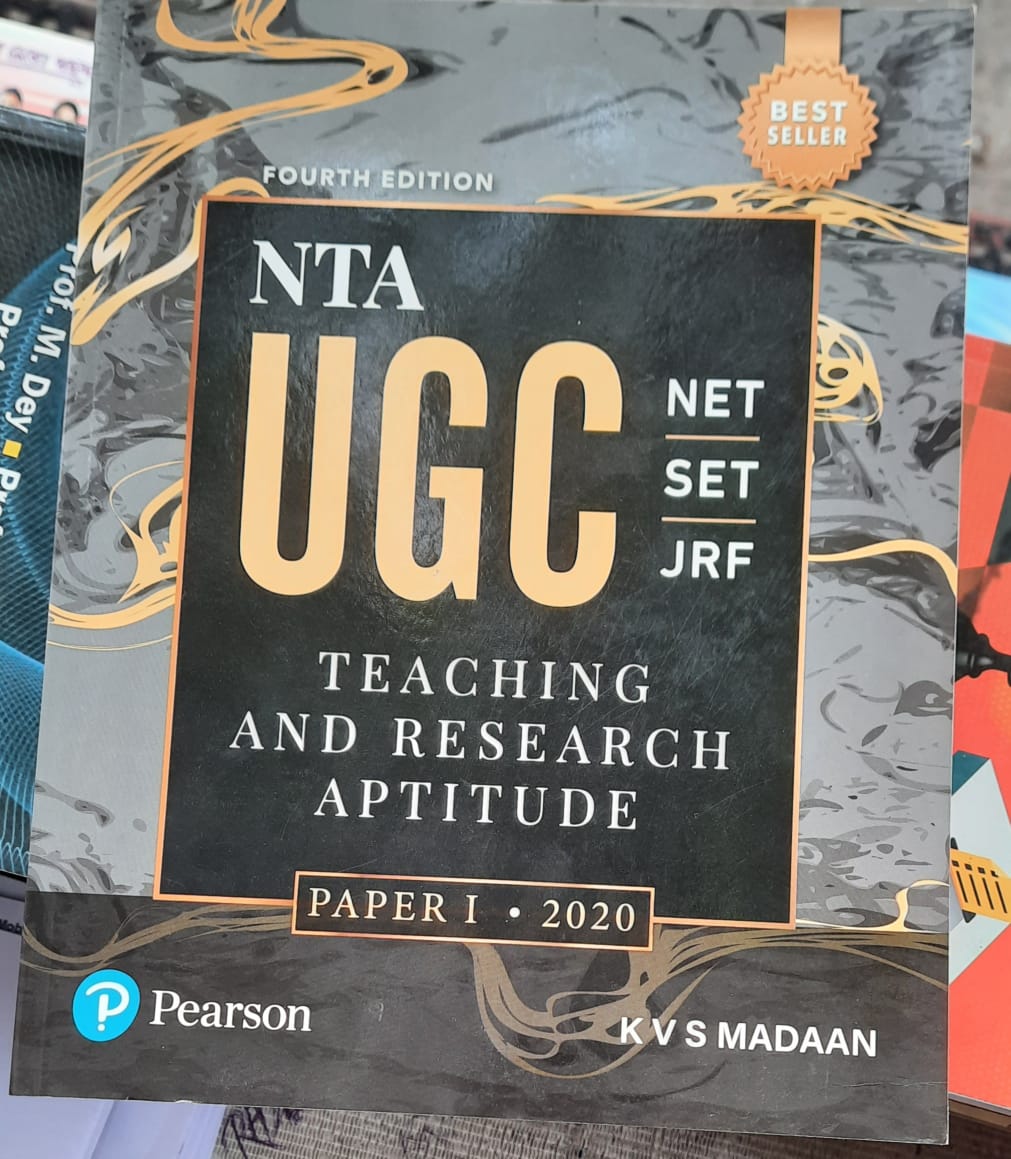 BEST
SELLER
FOURTH EDITION
NTA
UGC
NET
SET
JRF
TEACHING
AND RESEARCH
APTITUDE
PAPER I • 2020
Pearson
K V S MADAAN
Prof. M. Dey